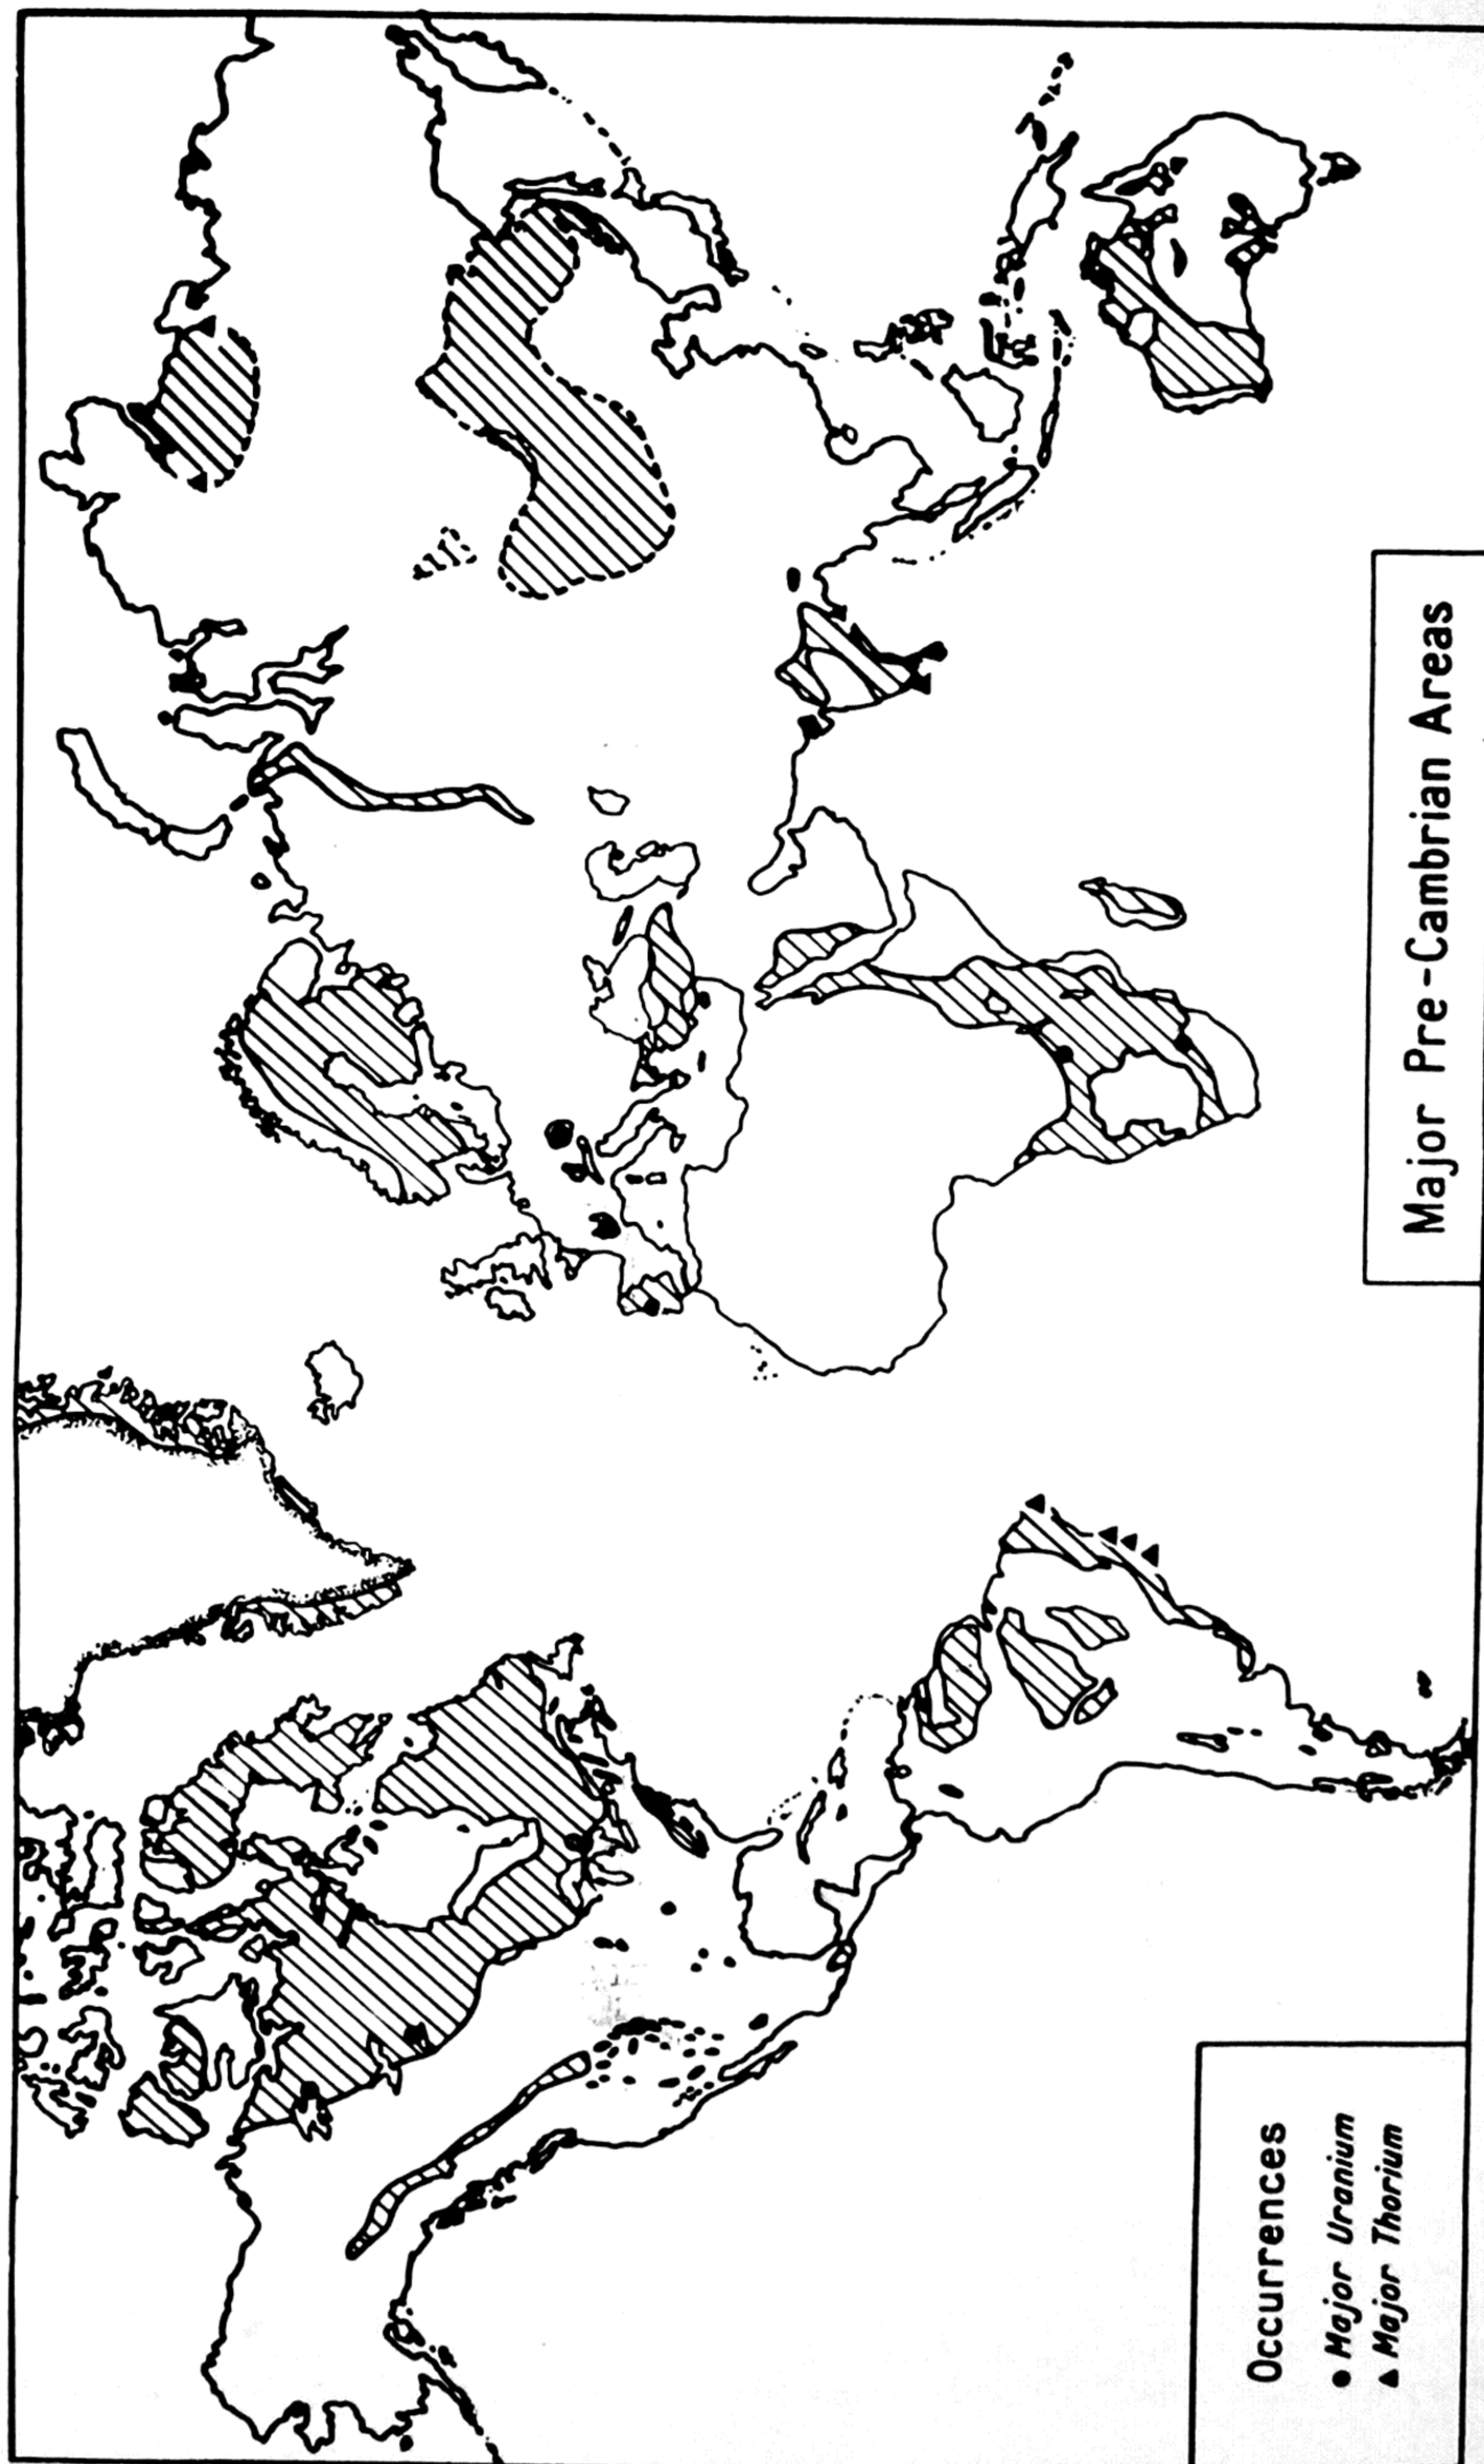 Major Pre-Cambrian Areas
Occurrences
● Major Uranium
▲ Major Thorium